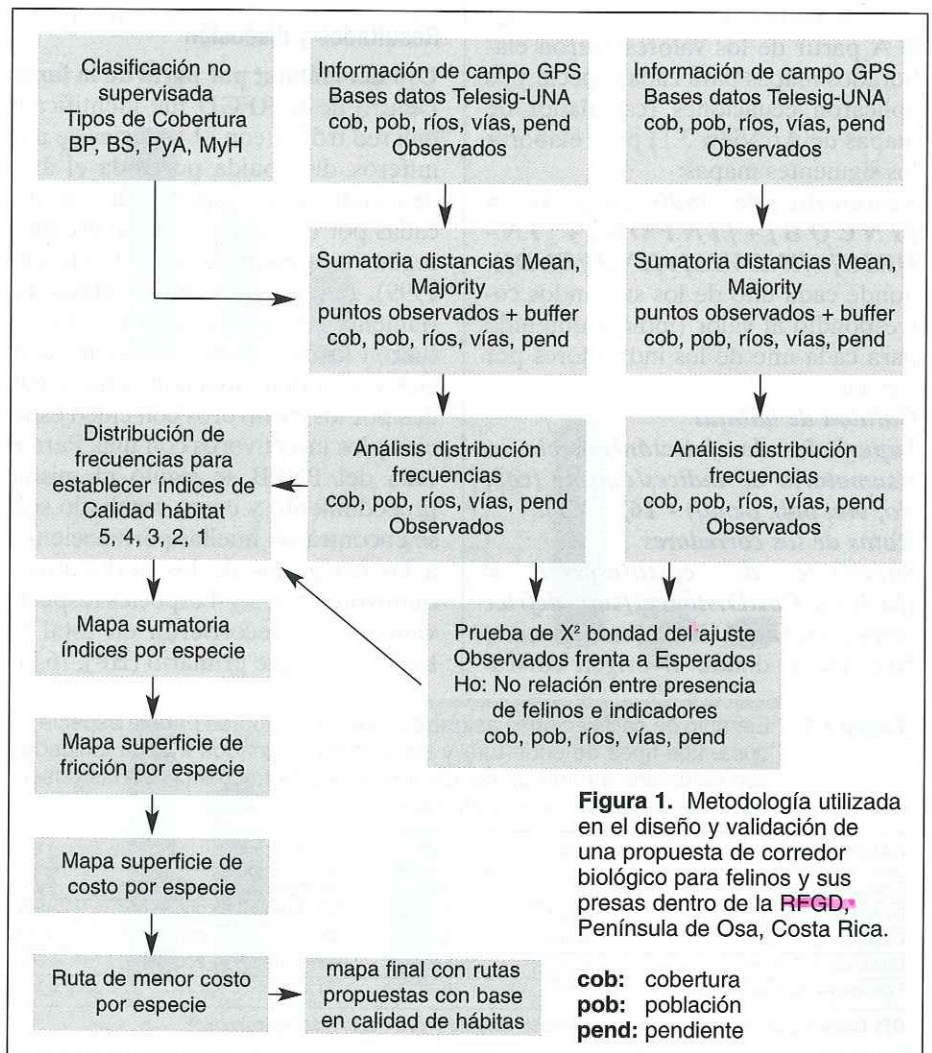 Clasificación no
supervisada
Tipos de Cobertura
BP, BS, PyA, MyH
Información de campo GPS
Bases datos Telesig-UNA
cob, pob, ríos, vías, pend
Observados
Información de campo GPS
Bases datos Telesig-UNA
cob, pob, ríos, vías, pend
Observados
Sumatoria distancias Mean,
Majority
puntos observados + buffer
cob, pob, ríos, vías, pend
Sumatoria distancias Mean,
Majority
puntos observados + buffer
cob, pob, ríos, vías, pend
Distribución de
frecuencias para
establecer índices de
Calidad hábitat
5, 4, 3, 2, 1
Análisis distribución
frecuencias
cob, pob, ríos, vías, pend
Observados
Análisis distribución
frecuencias
cob, pob, ríos, vías, pend
Observados
Prueba de X² bondad del ajuste
Observados frente a Esperados
Ho: No relación entre presencia
de felinos e indicadores
cob, pob, ríos, vías, pend
Mapa sumatoria
índices por especie
Mapa superficie de
fricción por especie
Mapa superficie de
costo por especie
Ruta de menor costo
por especie
mapa final con rutas
propuestas con base
en calidad de hábitas
Figura 1. Metodología utilizada
en el diseño y validación de
una propuesta de corredor
biológico para felinos y sus
presas dentro de la RFGD,
Península de Osa, Costa Rica.
cob: cobertura
pob: población
pend: pendiente